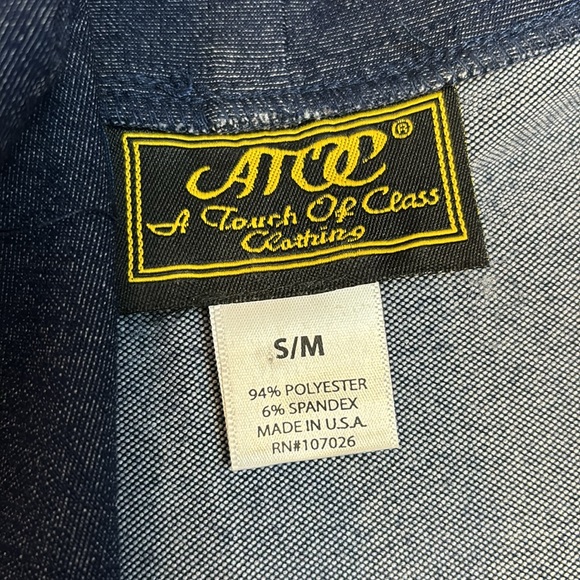 ATOC®
A Touch Of Class
Clothing
S/M
94% POLYESTER
6% SPANDEX
MADE IN U.S.A.
RN#107026